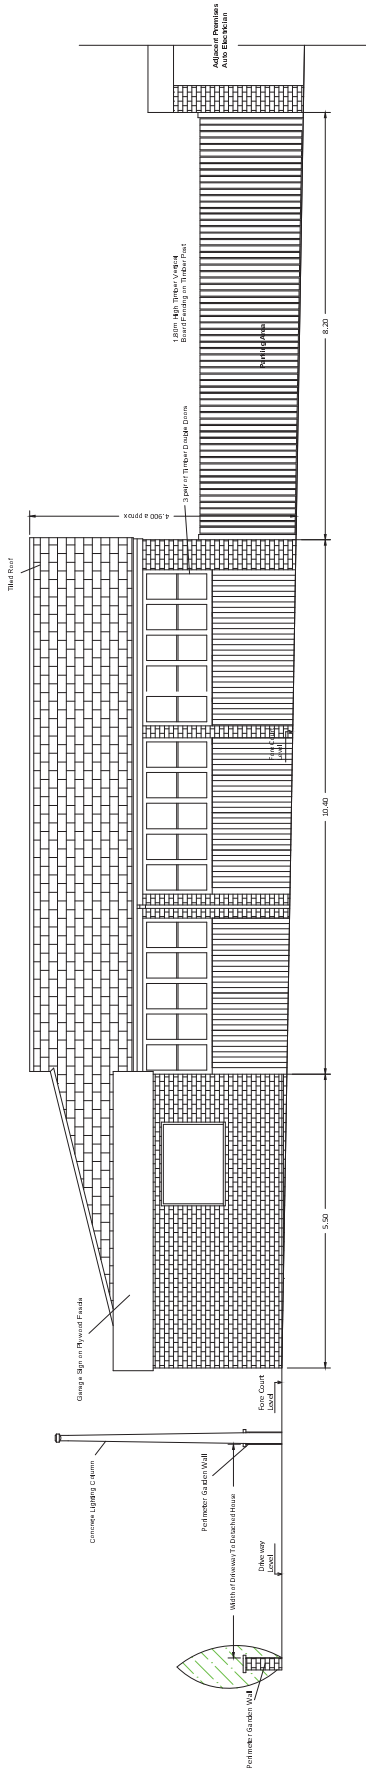 Adjacent Premises
Auto Electrician
1.80m High Timber Vertical
Board Fencing on Timber Post
Parking Area
8.20
3 pair of Timber Double Doors
4.900 approx
Tiled Roof
Fore Court
Level
10.40
5.50
Garage Sign on Plywood Fascia
Fore Court
Level
Concrete Lighting Column
Perimeter Garden Wall
Width of Driveway To Detached House
Driveway
Level
Perimeter Garden Wall